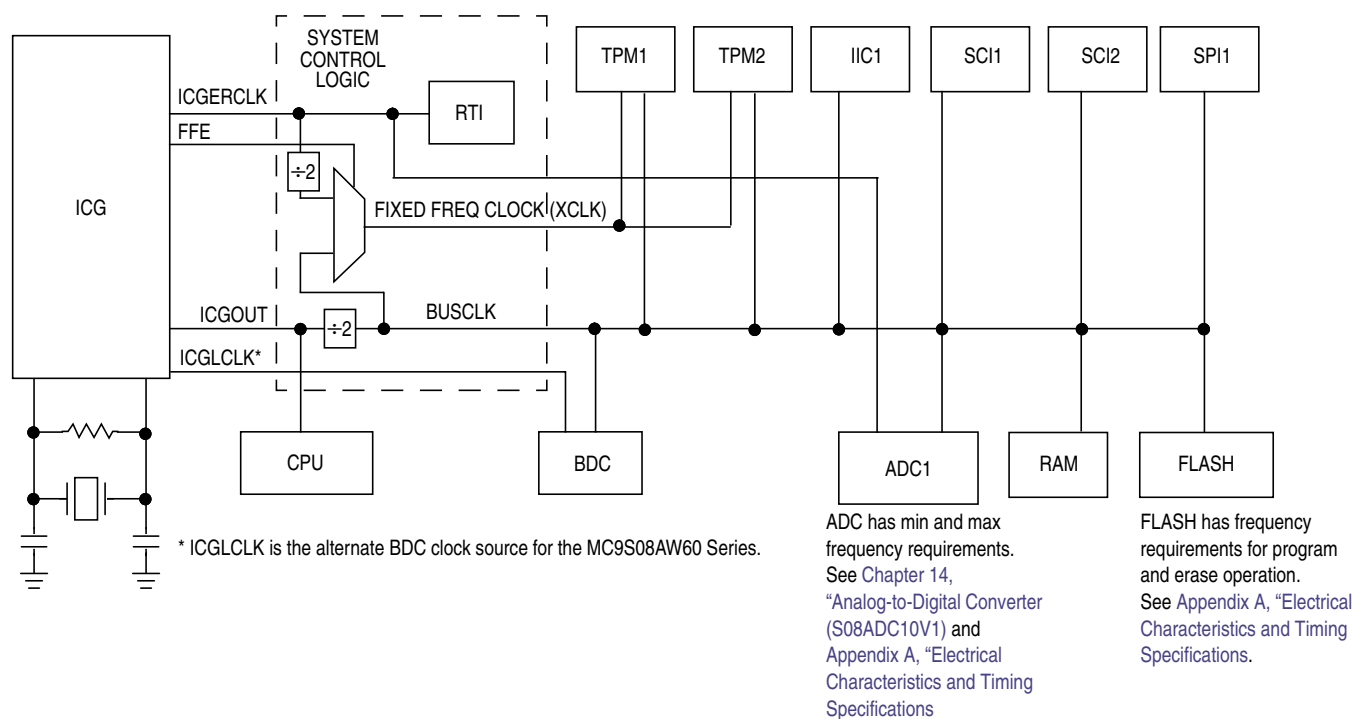 SYSTEM
CONTROL
LOGIC
TPM1
TPM2
IIC1
SCI1
SCI2
SPI1
ICGERCLK
RTI
FFE
÷2
ICG
FIXED FREQ CLOCK (XCLK)
ICGOUT
÷2
BUSCLK
ICGLCLK*
CPU
BDC
ADC1
RAM
FLASH
* ICGLCLK is the alternate BDC clock source for the MC9S08AW60 Series.
ADC has min and max
frequency requirements.
See Chapter 14,
“Analog-to-Digital Converter
(S08ADC10V1) and
Appendix A, “Electrical
Characteristics and Timing
Specifications
FLASH has frequency
requirements for program
and erase operation.
See Appendix A, “Electrical
Characteristics and Timing
Specifications.